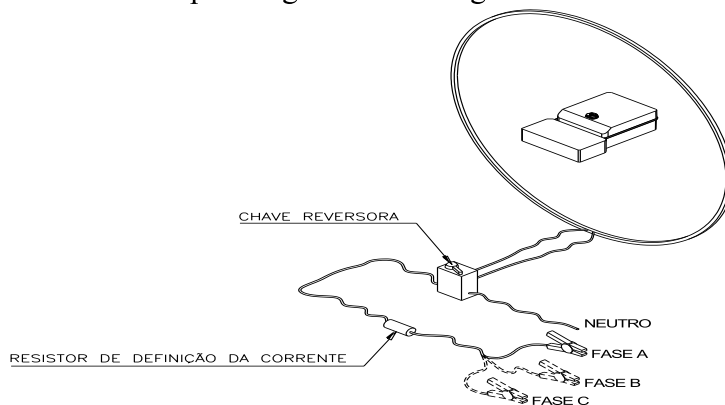 CHAVE REVERSORA
NEUTRO
FASE A
RESISTOR DE DEFINIÇÃO DA CORRENTE
FASE B
FASE C